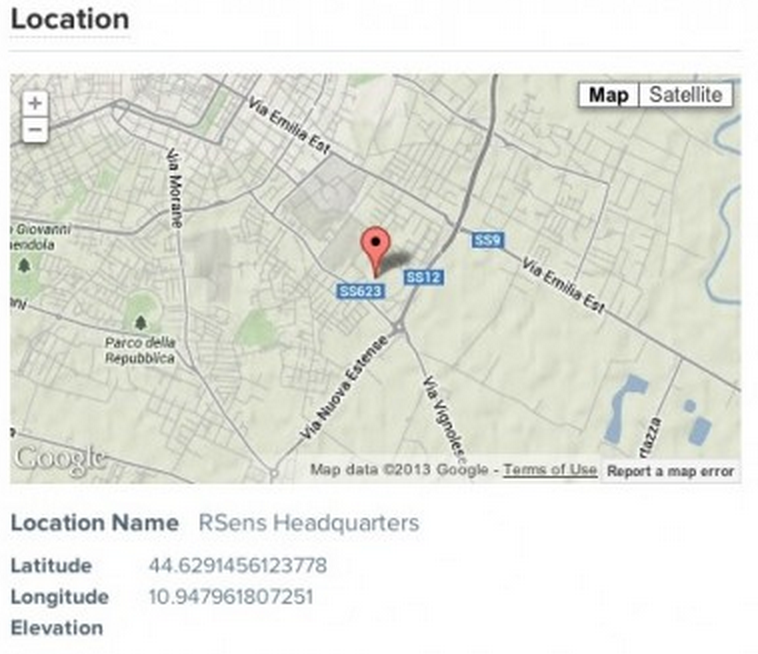 Location
+
Map Satellite
−
Via Emilia Est
Via Morane
Giovanni
endola
SS9
SS12
SS623
Via Emilia Est
Parco della
Repubblica
Via Nuova Estense
Via Vignolese
rtazza
Google
Map data ©2013 Google - Terms of Use Report a map error
Location Name RSens Headquarters
Latitude 44.6291456123778
Longitude 10.947961807251
Elevation